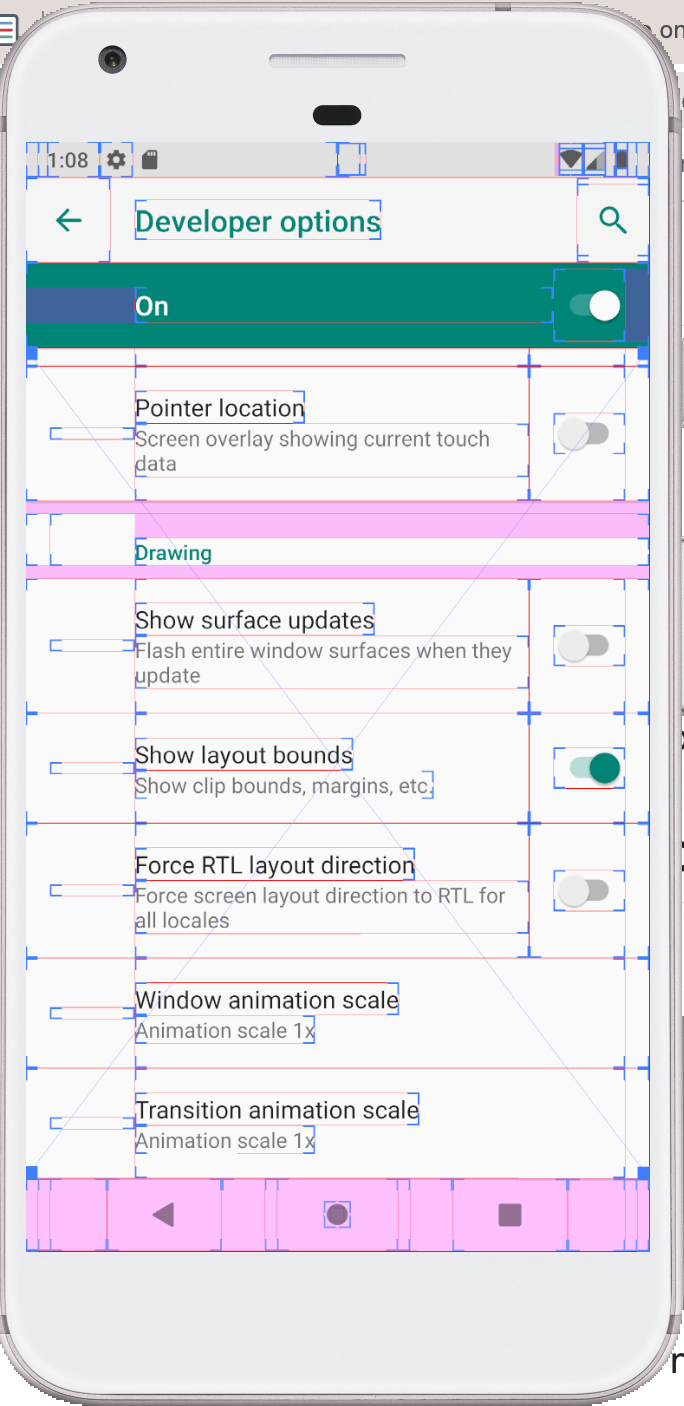 on
1:08
Developer options
On
Pointer location
Screen overlay showing current touch
data
Drawing
Show surface updates
Flash entire window surfaces when they
update
Show layout bounds
Show clip bounds, margins, etc.
Force RTL layout direction
Force screen layout direction to RTL for
all locales
Window animation scale
Animation scale 1x
Transition animation scale
Animation scale 1x